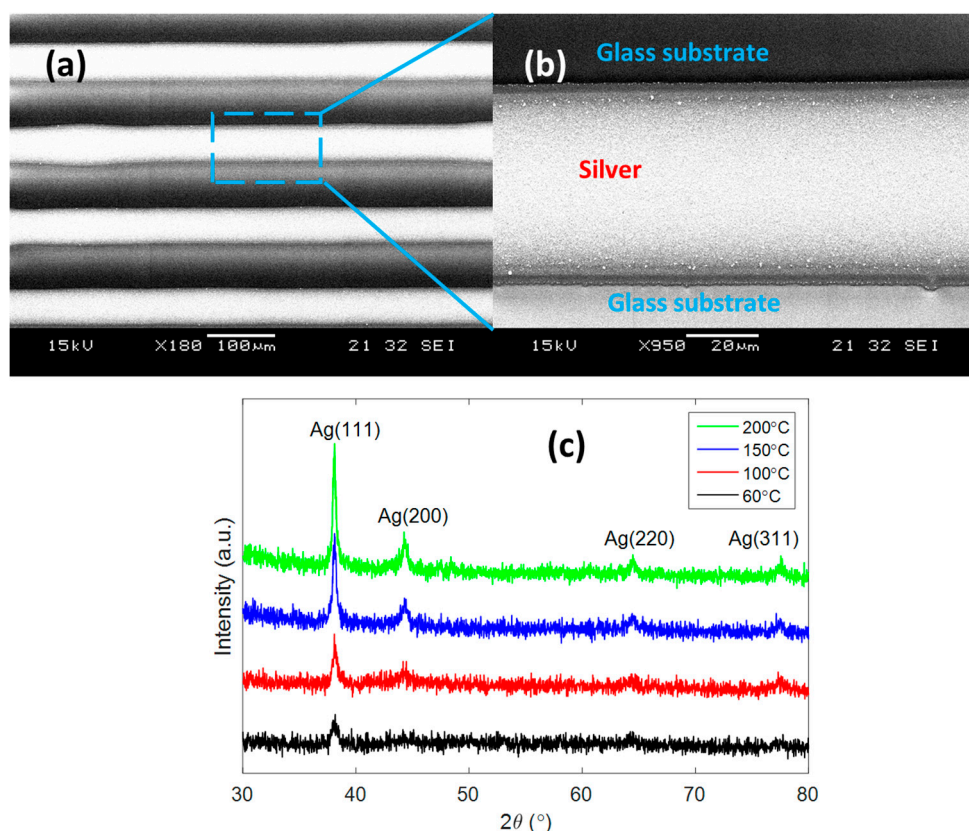 (a)
15kV X180 100µm 21 32 SEI
(b)
Glass substrate
Silver
Glass substrate
15kV X950 20µm 21 32 SEI
(c)
Ag(111)
Ag(200)
Ag(220)
Ag(311)
200°C
150°C
100°C
60°C
Intensity (a.u.)
30 40 50 60 70 80
2θ (°)